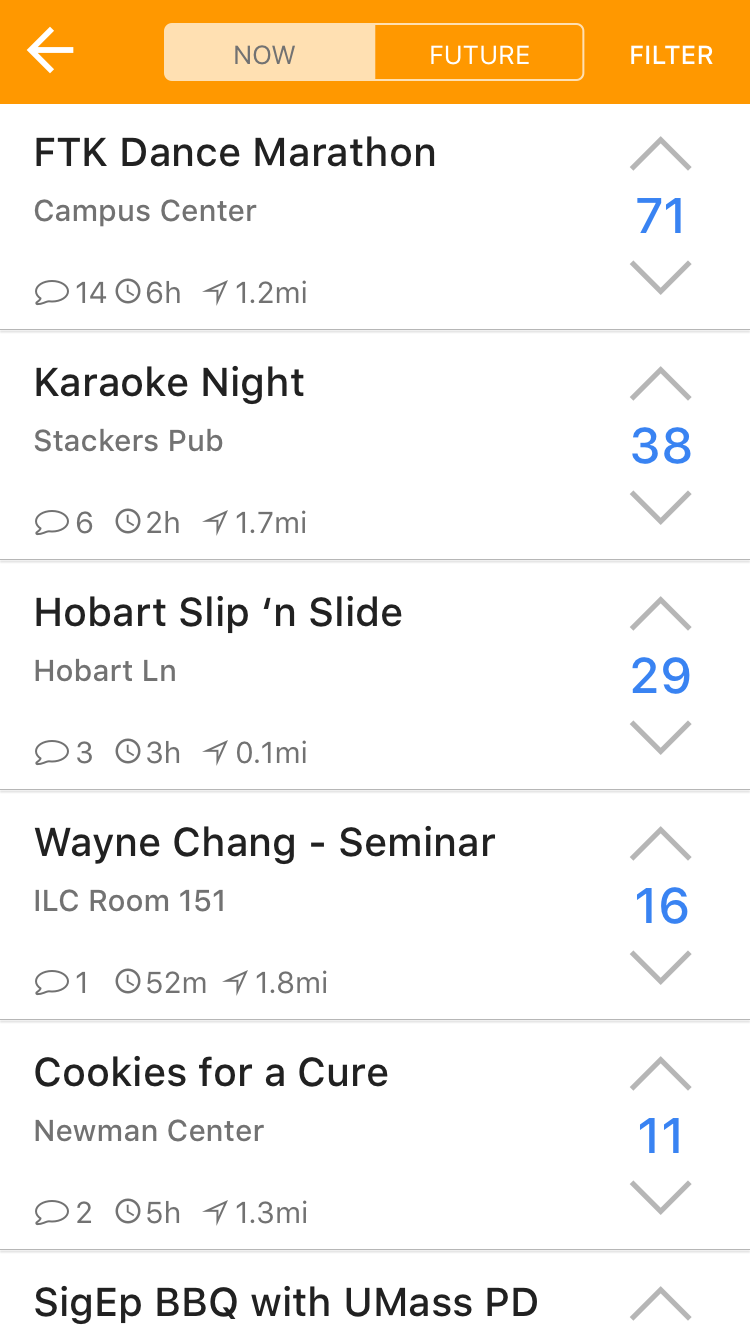 NOW FUTURE FILTER
FTK Dance Marathon
71
Campus Center
14 6h 1.2mi
Karaoke Night
38
Stackers Pub
6 2h 1.7mi
Hobart Slip ‘n Slide
29
Hobart Ln
3 3h 0.1mi
Wayne Chang - Seminar
16
ILC Room 151
1 52m 1.8mi
Cookies for a Cure
11
Newman Center
2 5h 1.3mi
SigEp BBQ with UMass PD